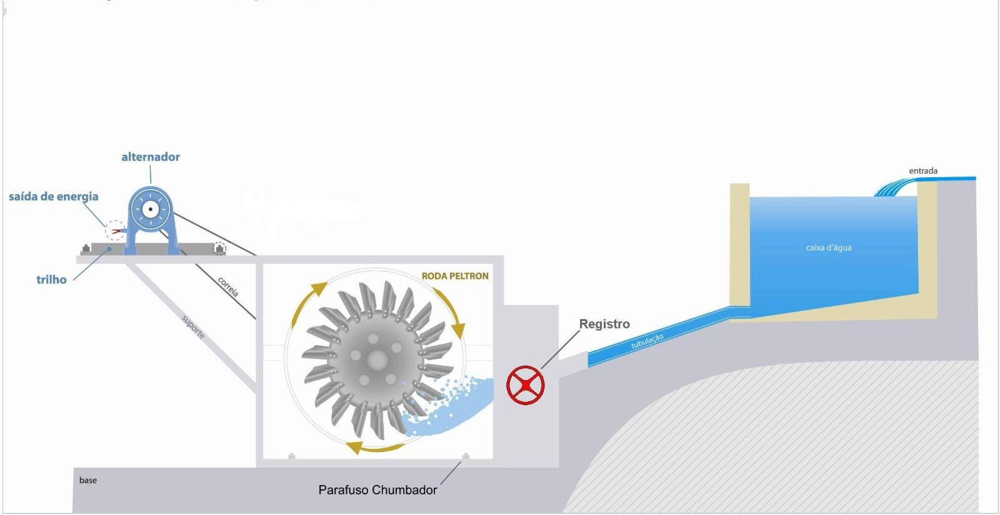 alternador
entrada
saída de energia
caixa d'água
RODA PELTRON
trilho
correia
suporte
Registro
tubulação
base
Parafuso Chumbador